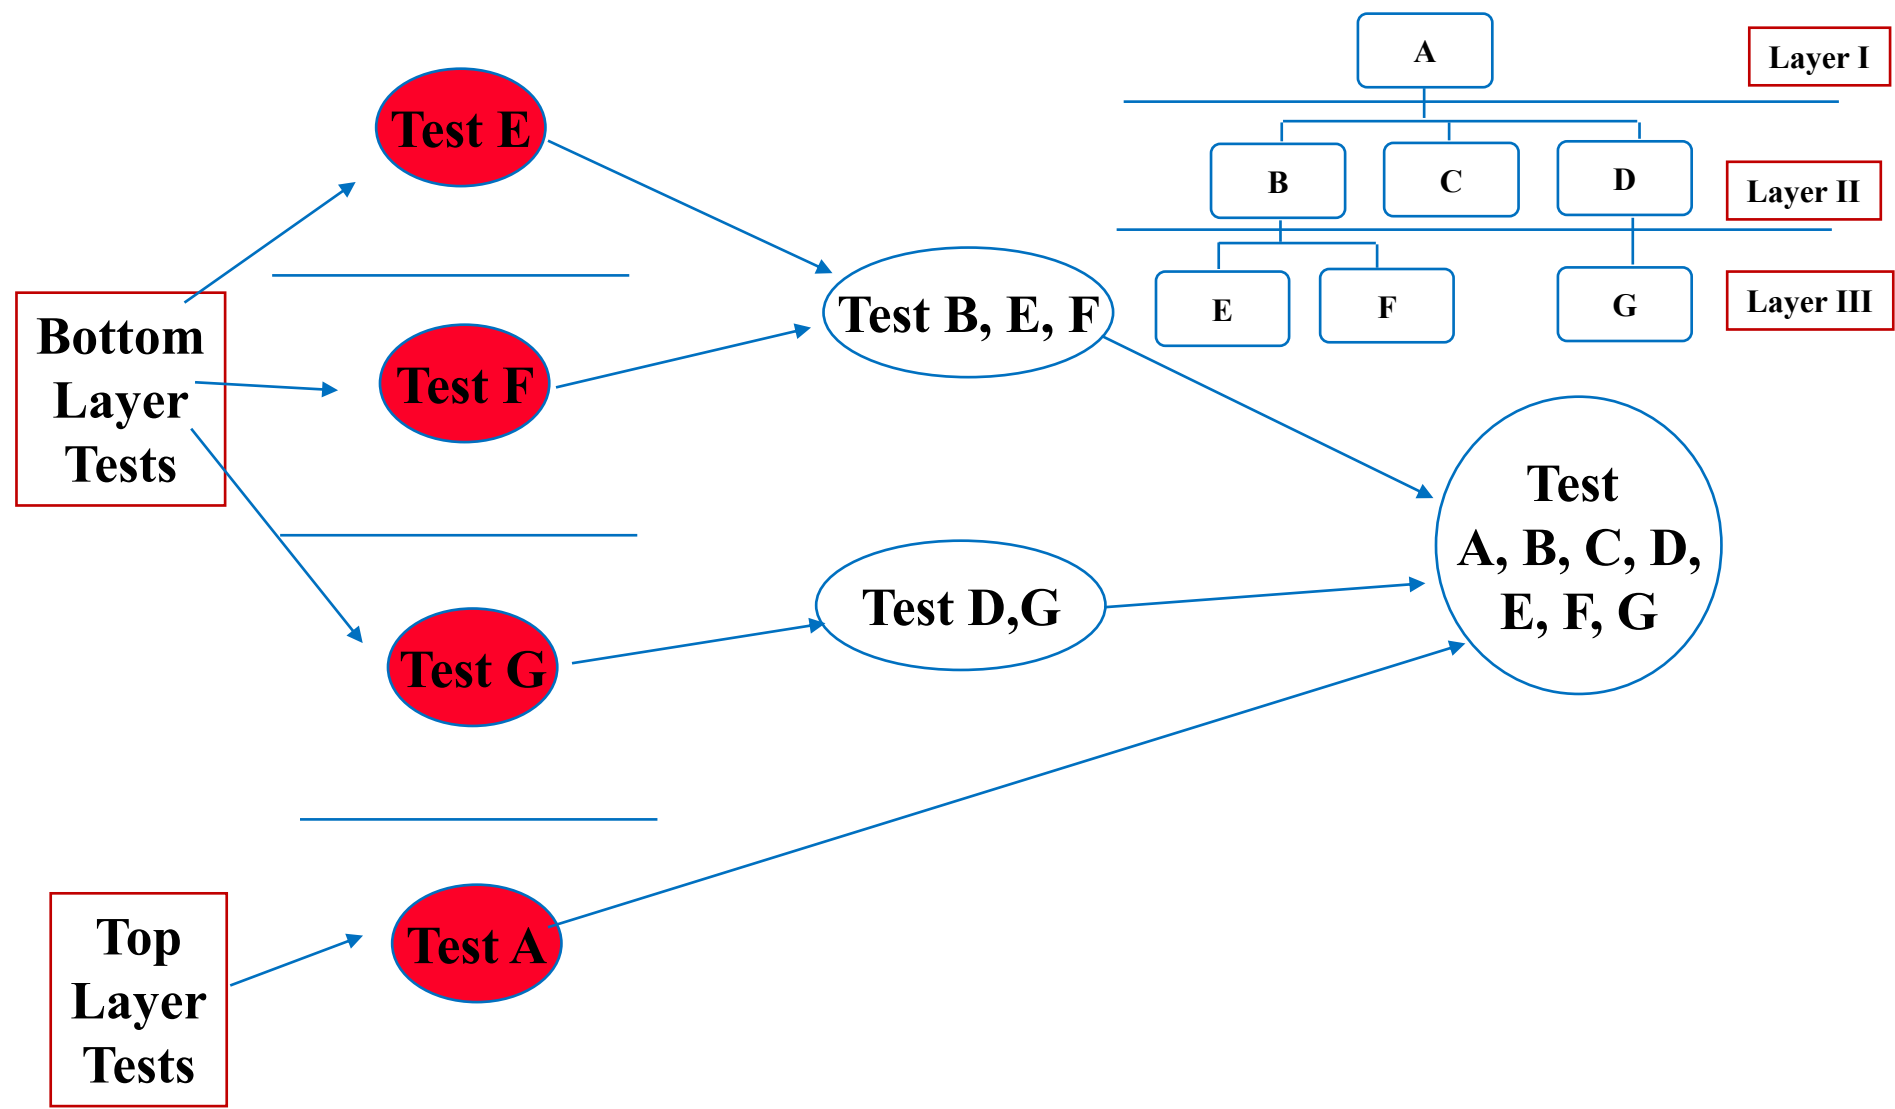 A
Layer I
B
C
D
Layer II
E
F
G
Layer III
Bottom
Layer
Tests
Test E
Test F
Test G
Test B, E, F
Test D,G
Test
A, B, C, D,
E, F, G
Top
Layer
Tests
Test A